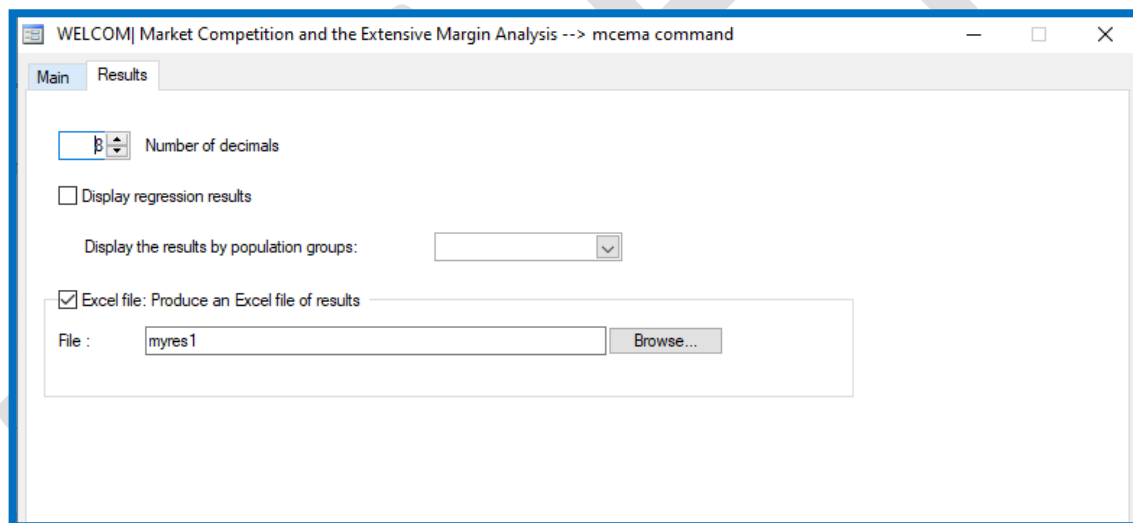 WELCOM| Market Competition and the Extensive Margin Analysis --> mcema command
Main Results
3 Number of decimals
Display regression results
Display the results by population groups:
Excel file: Produce an Excel file of results
File : myres1 Browse...